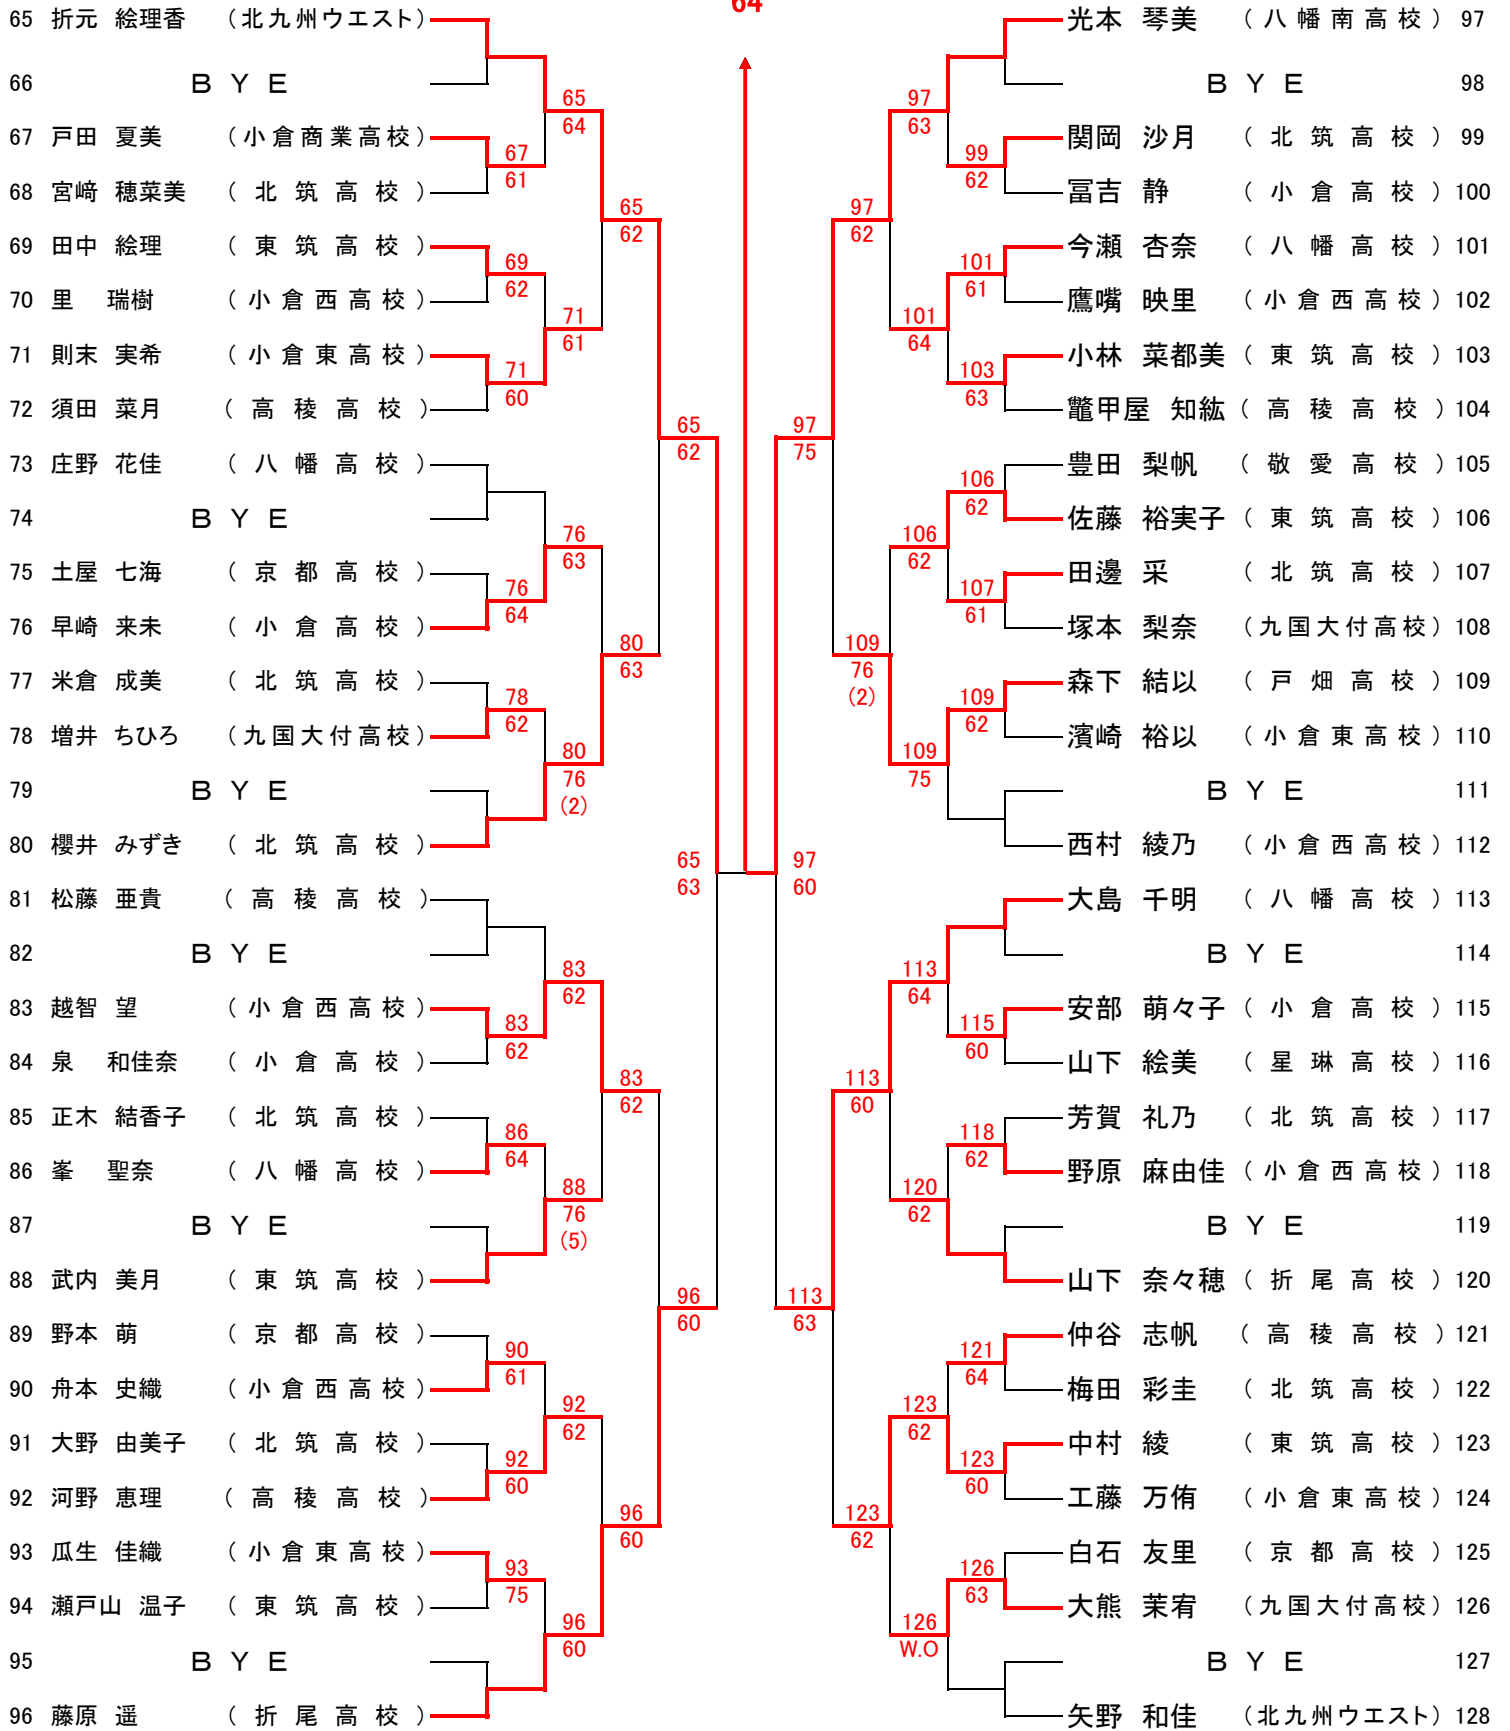 64
65 折元 絵理香 （北九州ウエスト）
66 ＢＹＥ
67 戸田 夏美 （小倉商業高校）
68 宮﨑 穂菜美 （北筑高校）
69 田中 絵理 （東筑高校）
70 里 瑞樹 （小倉西高校）
71 則末 実希 （小倉東高校）
72 須田 菜月 （高稜高校）
73 庄野 花佳 （八幡高校）
74 ＢＹＥ
75 土屋 七海 （京都高校）
76 早崎 来未 （小倉高校）
77 米倉 成美 （北筑高校）
78 増井 ちひろ （九国大付高校）
79 ＢＹＥ
80 櫻井 みずき （北筑高校）
81 松藤 亜貴 （高稜高校）
82 ＢＹＥ
83 越智 望 （小倉西高校）
84 泉 和佳奈 （小倉高校）
85 正木 結香子 （北筑高校）
86 峯 聖奈 （八幡高校）
87 ＢＹＥ
88 武内 美月 （東筑高校）
89 野本 萌 （京都高校）
90 舟本 史織 （小倉西高校）
91 大野 由美子 （北筑高校）
92 河野 恵理 （高稜高校）
93 瓜生 佳織 （小倉東高校）
94 瀬戸山 温子 （東筑高校）
95 ＢＹＥ
96 藤原 遥 （折尾高校）
67
61
69
62
71
60
76
64
78
62
83
62
86
64
90
61
92
60
93
75
65
64
71
61
76
63
80
76
(2)
83
62
88
76
(5)
92
62
96
60
65
62
80
63
83
62
96
60
65
62
96
60
65
63
97
60
97
75
113
63
97
62
109
76
(2)
113
60
123
62
97
63
101
64
106
62
109
75
113
64
120
62
123
62
126
W.O
99
62
101
61
103
63
106
62
107
61
109
62
115
60
118
62
121
64
123
60
126
63
光本 琴美 （八幡南高校） 97
ＢＹＥ 98
関岡 沙月 （北筑高校） 99
冨吉 静 （小倉高校） 100
今瀬 杏奈 （八幡高校） 101
鷹嘴 映里 （小倉西高校） 102
小林 菜都美 （東筑高校） 103
鼈甲屋 知紘 （高稜高校） 104
豊田 梨帆 （敬愛高校） 105
佐藤 裕実子 （東筑高校） 106
田邊 采 （北筑高校） 107
塚本 梨奈 （九国大付高校） 108
森下 結以 （戸畑高校） 109
濱崎 裕以 （小倉東高校） 110
ＢＹＥ 111
西村 綾乃 （小倉西高校） 112
大島 千明 （八幡高校） 113
ＢＹＥ 114
安部 萌々子 （小倉高校） 115
山下 絵美 （星琳高校） 116
芳賀 礼乃 （北筑高校） 117
野原 麻由佳 （小倉西高校） 118
ＢＹＥ 119
山下 奈々穂 （折尾高校） 120
仲谷 志帆 （高稜高校） 121
梅田 彩圭 （北筑高校） 122
中村 綾 （東筑高校） 123
工藤 万侑 （小倉東高校） 124
白石 友里 （京都高校） 125
大熊 茉宥 （九国大付高校） 126
ＢＹＥ 127
矢野 和佳 （北九州ウエスト） 128